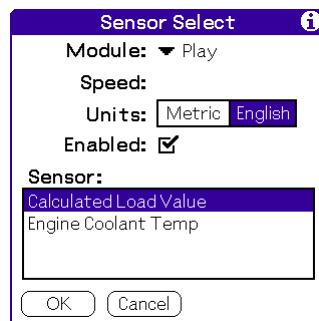 Sensor Select i
Module: Play
Speed:
Units: Metric English
Enabled:
Sensor:
Calculated Load Value
Engine Coolant Temp
OK Cancel